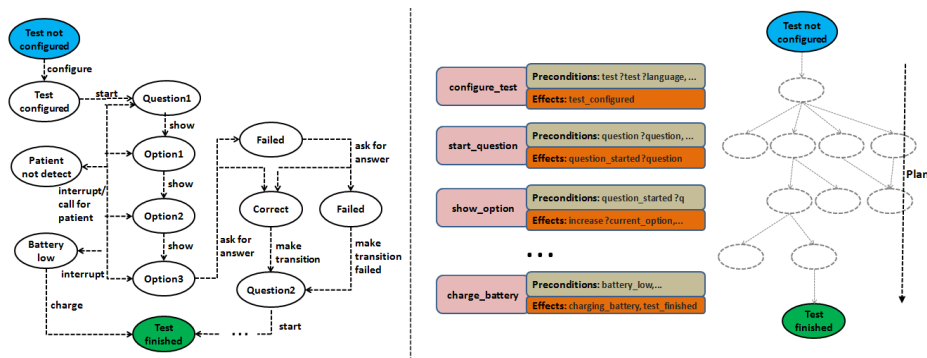 Test not
configured
configure
Test
configured
start
Question1
show
Option1
Patient
not detect
interrupt/
call for
patient
show
Option2
Battery
low
show
interrupt
Option3
charge
Failed
ask for
answer
ask for
answer
Correct
Failed
make
transition
make
transition
failed
Question2
start
...
Test
finished
configure_test
Preconditions: test ?test ?language, ...
Effects: test_configured
start_question
Preconditions: question ?question, ...
Effects: question_started ?question
show_option
Preconditions: question_started ?q
Effects: increase ?current_option,...
...
charge_battery
Preconditions: battery_low,...
Effects: charging_battery, test_finished
Test not
configured
Plan
Test
finished